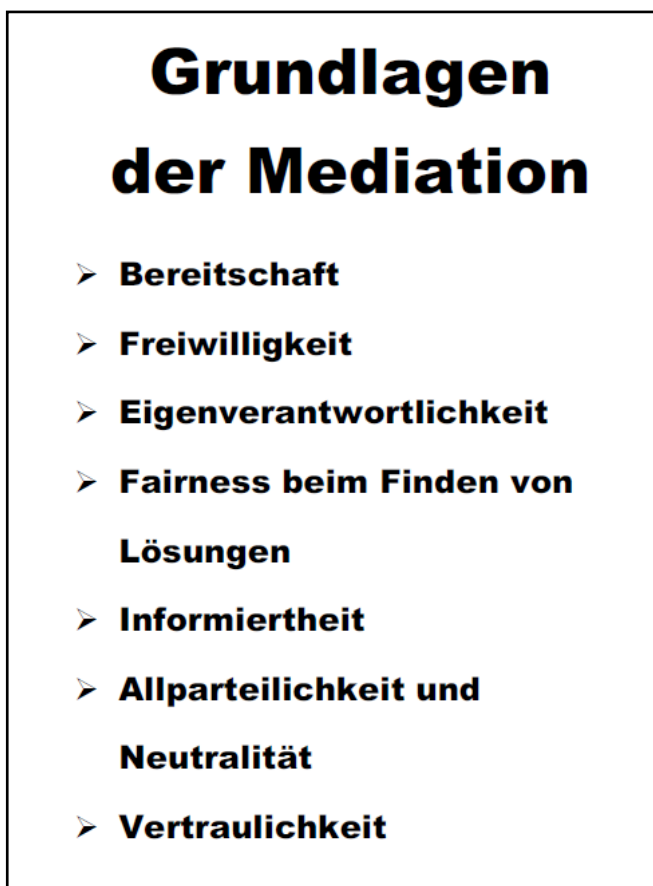 Grundlagen
der Mediation
➢ Bereitschaft
➢ Freiwilligkeit
➢ Eigenverantwortlichkeit
➢ Fairness beim Finden von
Lösungen
➢ Informiertheit
➢ Allparteilichkeit und
Neutralität
➢ Vertraulichkeit